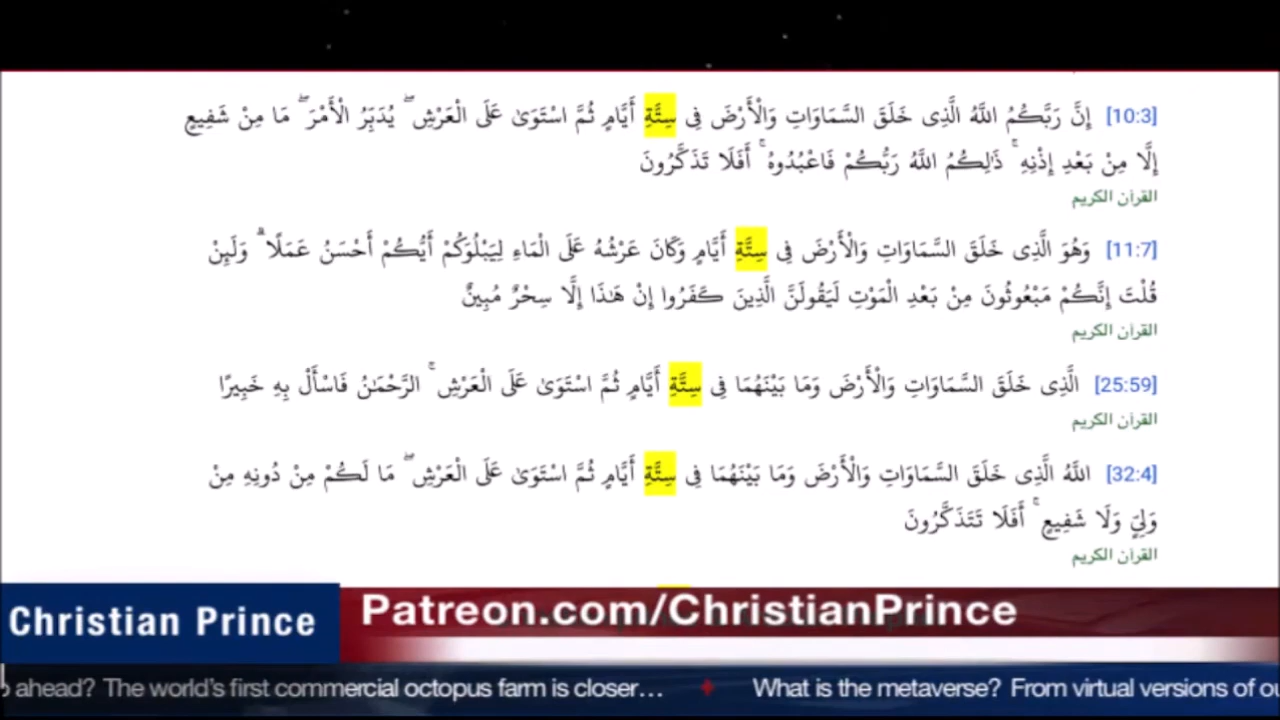 [10:3] إِنَّ رَبَّكُمُ اللَّهُ الَّذِى خَلَقَ السَّمَاوَاتِ وَالْأَرْضَ فِى سِتَّةِ أَيَّامٍ ثُمَّ اسْتَوَىٰ عَلَى الْعَرْشِ ۖ يُدَبِّرُ الْأَمْرَ ۖ مَا مِنْ شَفِيعٍ
إِلَّا مِنْ بَعْدِ إِذْنِهِ ۚ ذَٰلِكُمُ اللَّهُ رَبُّكُمْ فَاعْبُدُوهُ ۚ أَفَلَا تَذَكَّرُونَ
القرآن الكريم
[11:7] وَهُوَ الَّذِى خَلَقَ السَّمَاوَاتِ وَالْأَرْضَ فِى سِتَّةِ أَيَّامٍ وَكَانَ عَرْشُهُ عَلَى الْمَاءِ لِيَبْلُوَكُمْ أَيُّكُمْ أَحْسَنُ عَمَلًا ۗ وَلَئِنْ
قُلْتَ إِنَّكُمْ مَبْعُوثُونَ مِنْ بَعْدِ الْمَوْتِ لَيَقُولَنَّ الَّذِينَ كَفَرُوا إِنْ هَٰذَا إِلَّا سِحْرٌ مُبِينٌ
القرآن الكريم
[25:59] الَّذِى خَلَقَ السَّمَاوَاتِ وَالْأَرْضَ وَمَا بَيْنَهُمَا فِى سِتَّةِ أَيَّامٍ ثُمَّ اسْتَوَىٰ عَلَى الْعَرْشِ ۚ الرَّحْمَٰنُ فَاسْأَلْ بِهِ خَبِيرًا
القرآن الكريم
[32:4] اللَّهُ الَّذِى خَلَقَ السَّمَاوَاتِ وَالْأَرْضَ وَمَا بَيْنَهُمَا فِى سِتَّةِ أَيَّامٍ ثُمَّ اسْتَوَىٰ عَلَى الْعَرْشِ ۖ مَا لَكُمْ مِنْ دُونِهِ مِنْ
وَلِىٍّ وَلَا شَفِيعٍ ۚ أَفَلَا تَتَذَكَّرُونَ
القرآن الكريم
Christian Prince
Patreon.com/ChristianPrince
ahead? The world's first commercial octopus farm is closer... ♦ What is the metaverse? From virtual versions of